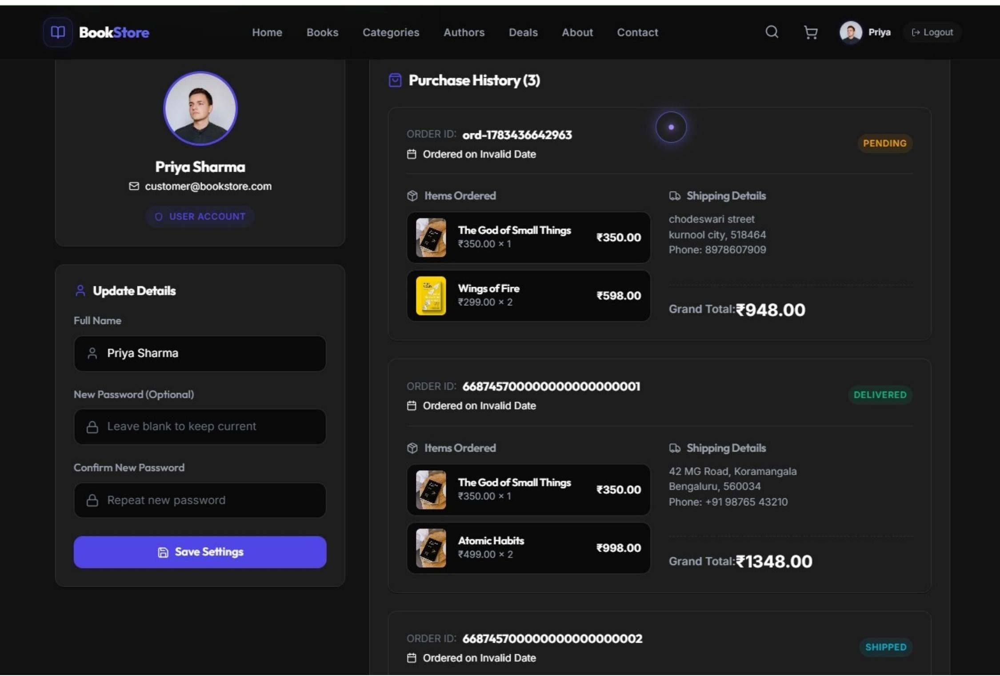 BookStore
Home Books Categories Authors Deals About Contact
Priya
Logout
Priya Sharma
customer@bookstore.com
USER ACCOUNT
Update Details
Full Name
Priya Sharma
New Password (Optional)
Leave blank to keep current
Confirm New Password
Repeat new password
Save Settings
Purchase History (3)
ORDER ID: ord-1783436642963
Ordered on Invalid Date
PENDING
Items Ordered
The God of Small Things
₹350.00 × 1
₹350.00
Wings of Fire
₹299.00 × 2
₹598.00
Shipping Details
chodeswari street
kurnool city, 518464
Phone: 8978607909
Grand Total:₹948.00
ORDER ID: 668745700000000000000001
Ordered on Invalid Date
DELIVERED
Items Ordered
The God of Small Things
₹350.00 × 1
₹350.00
Atomic Habits
₹499.00 × 2
₹998.00
Shipping Details
42 MG Road, Koramangala
Bengaluru, 560034
Phone: +91 98765 43210
Grand Total:₹1348.00
ORDER ID: 668745700000000000000002
Ordered on Invalid Date
SHIPPED